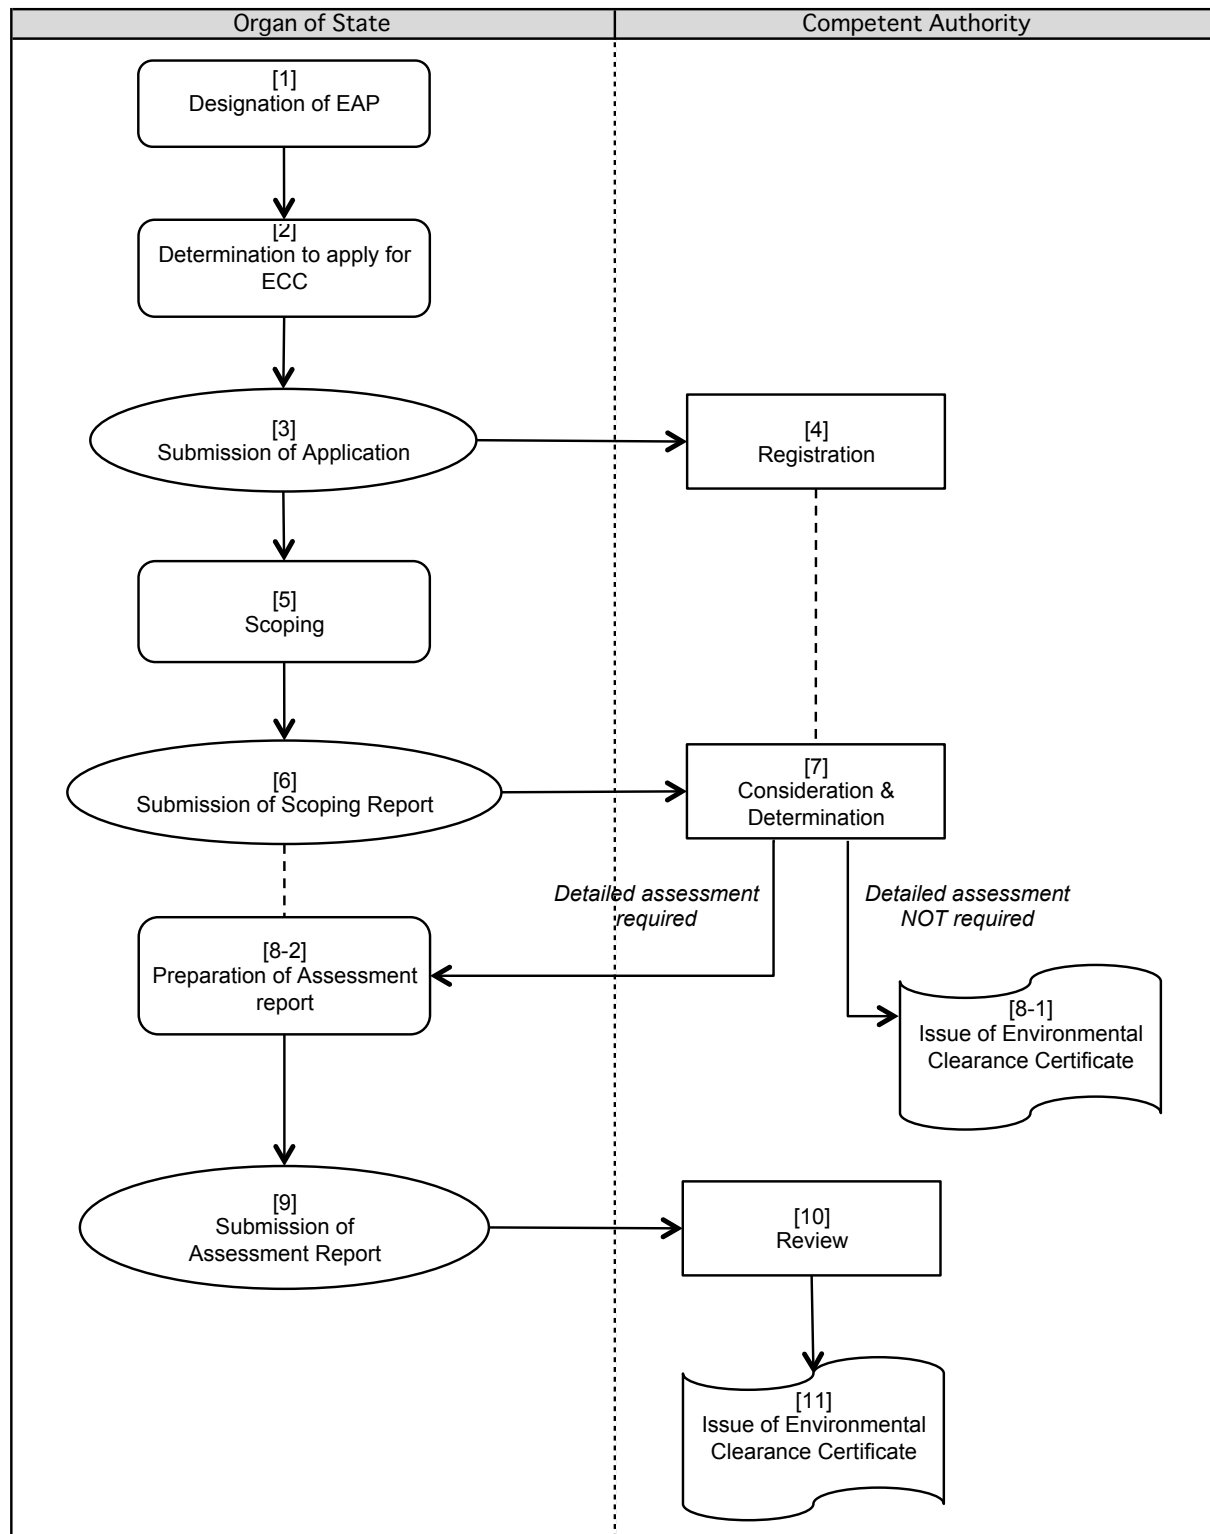 Organ of State
Competent Authority
[1]
Designation of EAP
[2]
Determination to apply for
ECC
[3]
Submission of Application
[4]
Registration
[5]
Scoping
[6]
Submission of Scoping Report
[7]
Consideration &
Determination
Detailed assessment
required
Detailed assessment
NOT required
[8-2]
Preparation of Assessment
report
[8-1]
Issue of Environmental
Clearance Certificate
[9]
Submission of
Assessment Report
[10]
Review
[11]
Issue of Environmental
Clearance Certificate